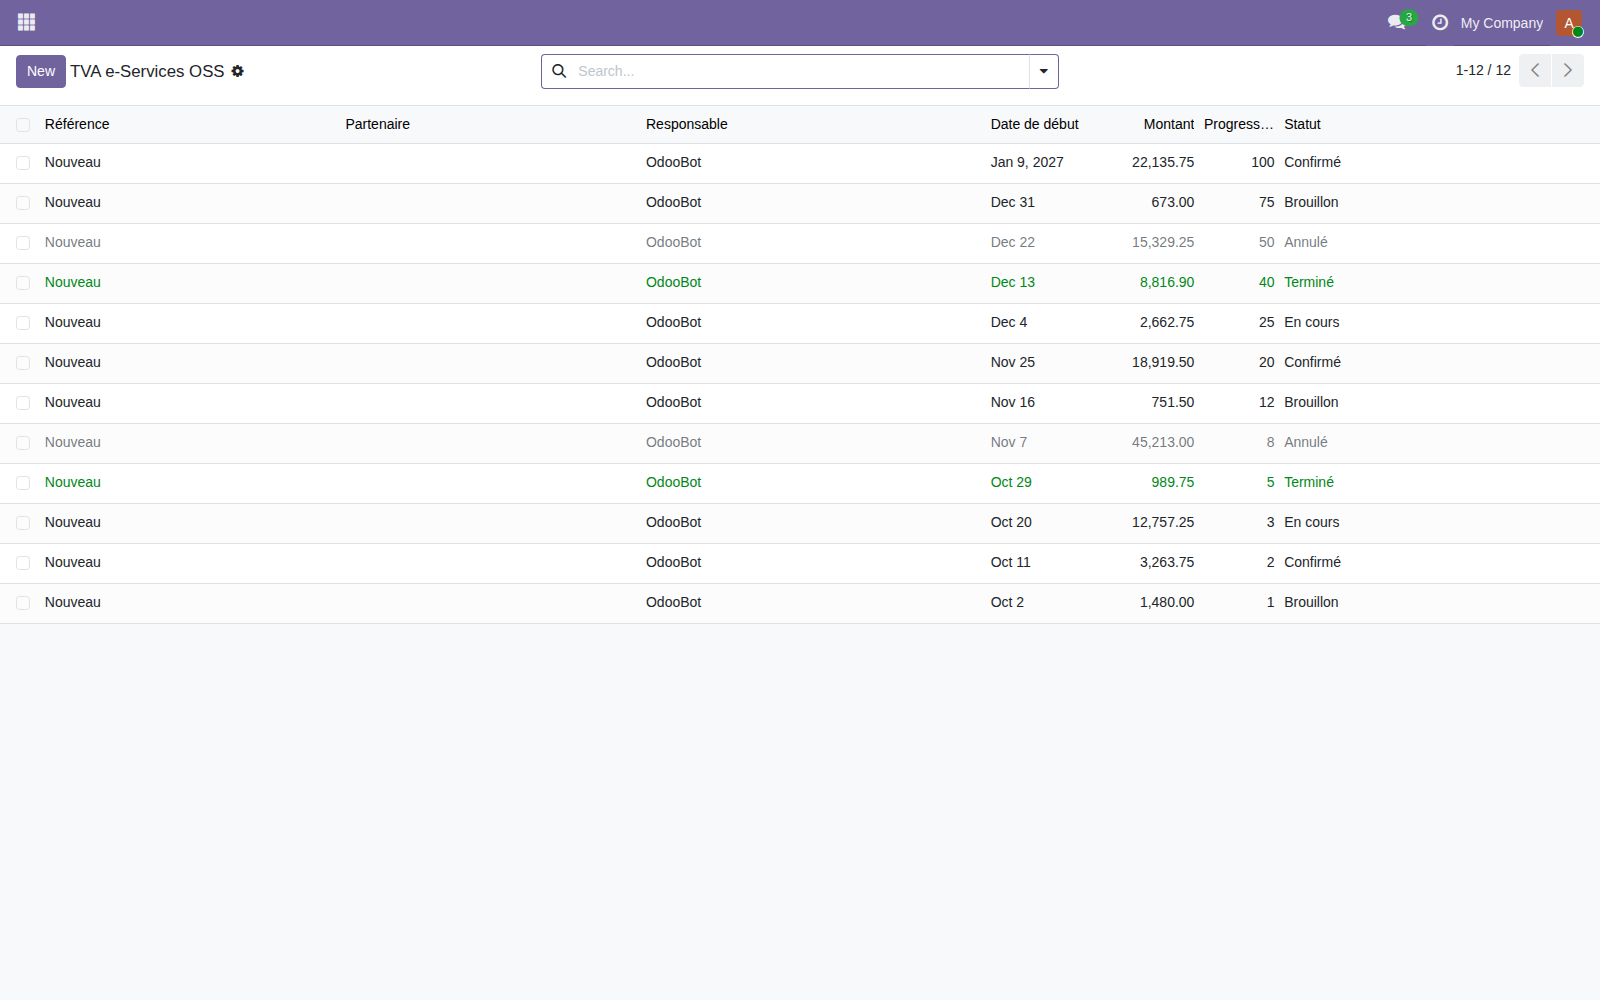 3 My Company A
New TVA e-Services OSS Search... 1-12 / 12
Référence Partenaire Responsable Date de début Montant Progress... Statut
Nouveau OdooBot Jan 9, 2027 22,135.75 100 Confirmé
Nouveau OdooBot Dec 31 673.00 75 Brouillon
Nouveau OdooBot Dec 22 15,329.25 50 Annulé
Nouveau OdooBot Dec 13 8,816.90 40 Terminé
Nouveau OdooBot Dec 4 2,662.75 25 En cours
Nouveau OdooBot Nov 25 18,919.50 20 Confirmé
Nouveau OdooBot Nov 16 751.50 12 Brouillon
Nouveau OdooBot Nov 7 45,213.00 8 Annulé
Nouveau OdooBot Oct 29 989.75 5 Terminé
Nouveau OdooBot Oct 20 12,757.25 3 En cours
Nouveau OdooBot Oct 11 3,263.75 2 Confirmé
Nouveau OdooBot Oct 2 1,480.00 1 Brouillon